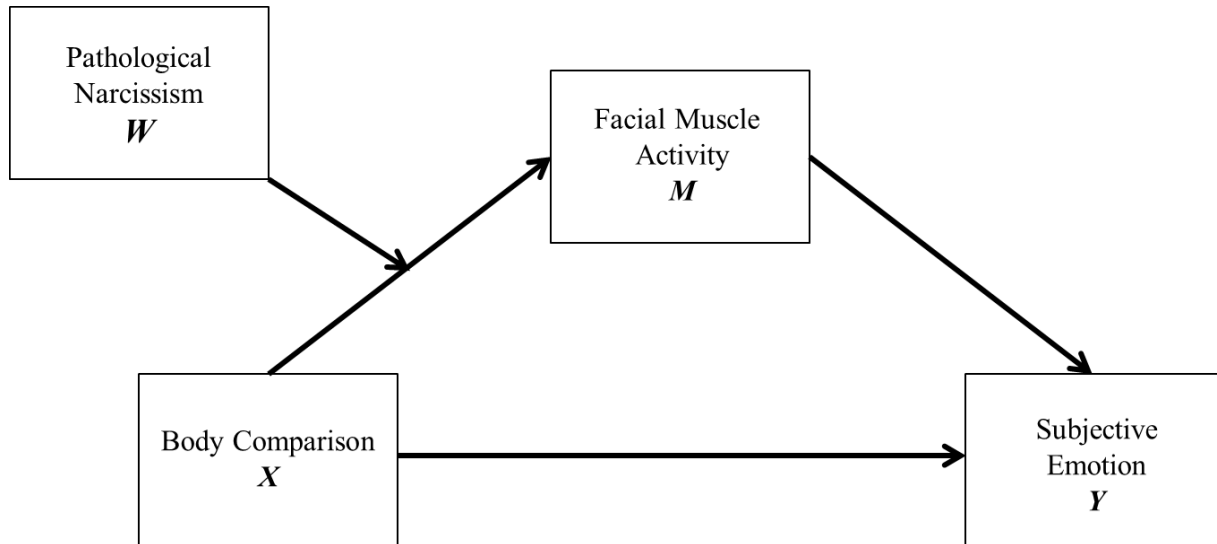 Pathological
Narcissism
W
Facial Muscle
Activity
M
Body Comparison
X
Subjective
Emotion
Y